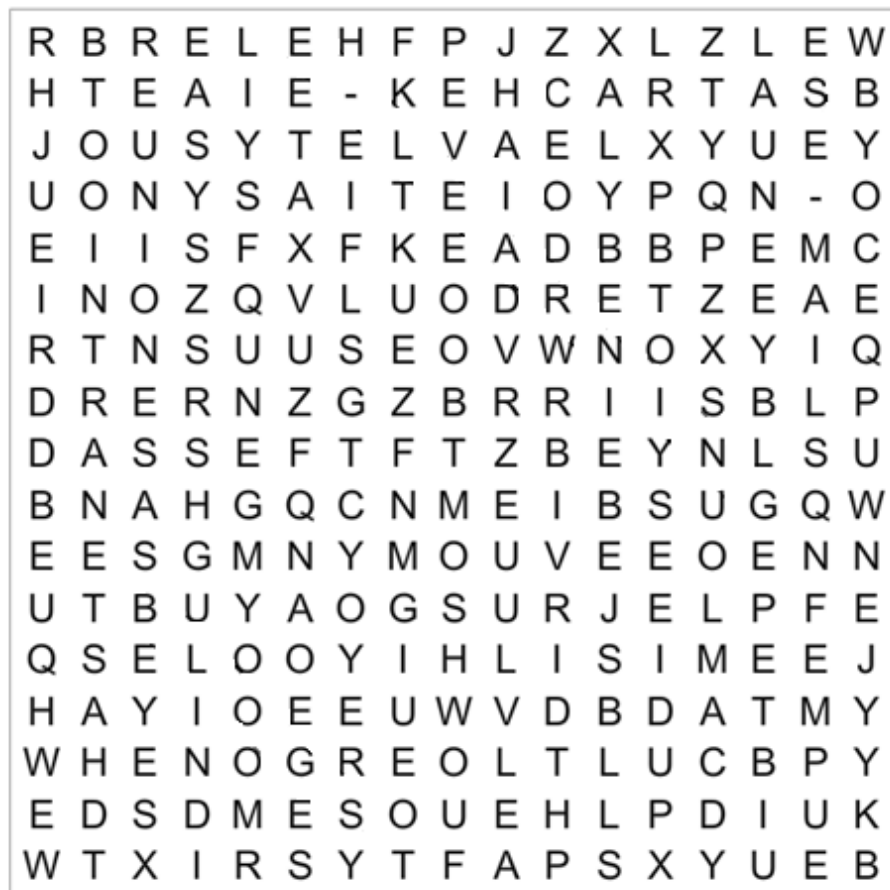 R B R E L E H F P J Z X L Z L E W
H T E A I E - K E H C A R T A S B
J O U S Y T E L V A E L X Y U E Y
U O N Y S A I T E I O Y P Q N - O
E I I S F X F K E A D B B P E M C
I N O Z Q V L U O D R E T Z E A E
R T N S U U S E O V W N O X Y I Q
D R E R N Z G Z B R R I I S B L P
D A S S E F T F T Z B E Y N L S U
B N A H G Q C N M E I B S U G Q W
E E S G M N Y M O U V E E O E N N
U T B U Y A O G S U R J E L P F E
Q S E L O O Y I H L I S I M E E J
H A Y I O E E U W V D B D A T M Y
W H E N O G R E O L T L U C B P Y
E D S D M E S O U E H L P D I U K
W T X I R S Y T F A P S X Y U E B